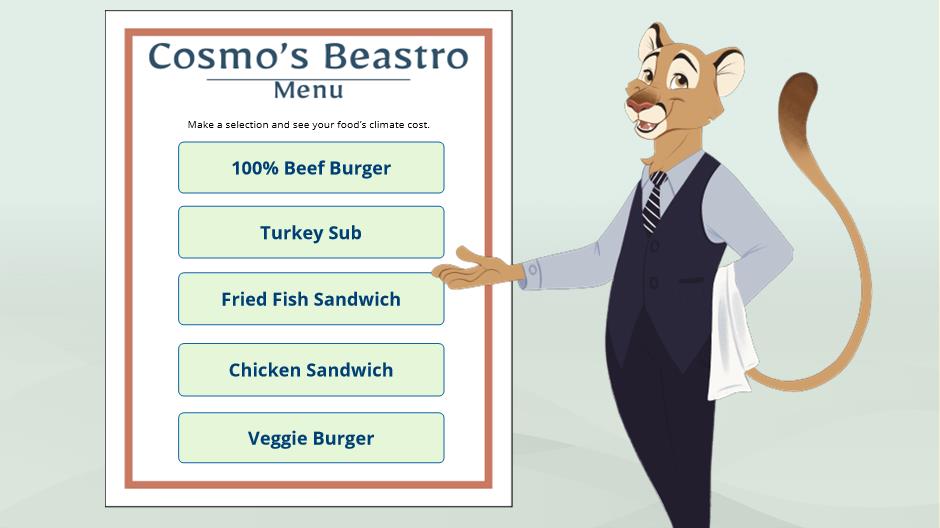 Cosmo's Beastro
Menu
Make a selection and see your food's climate cost.
100% Beef Burger
Turkey Sub
Fried Fish Sandwich
Chicken Sandwich
Veggie Burger